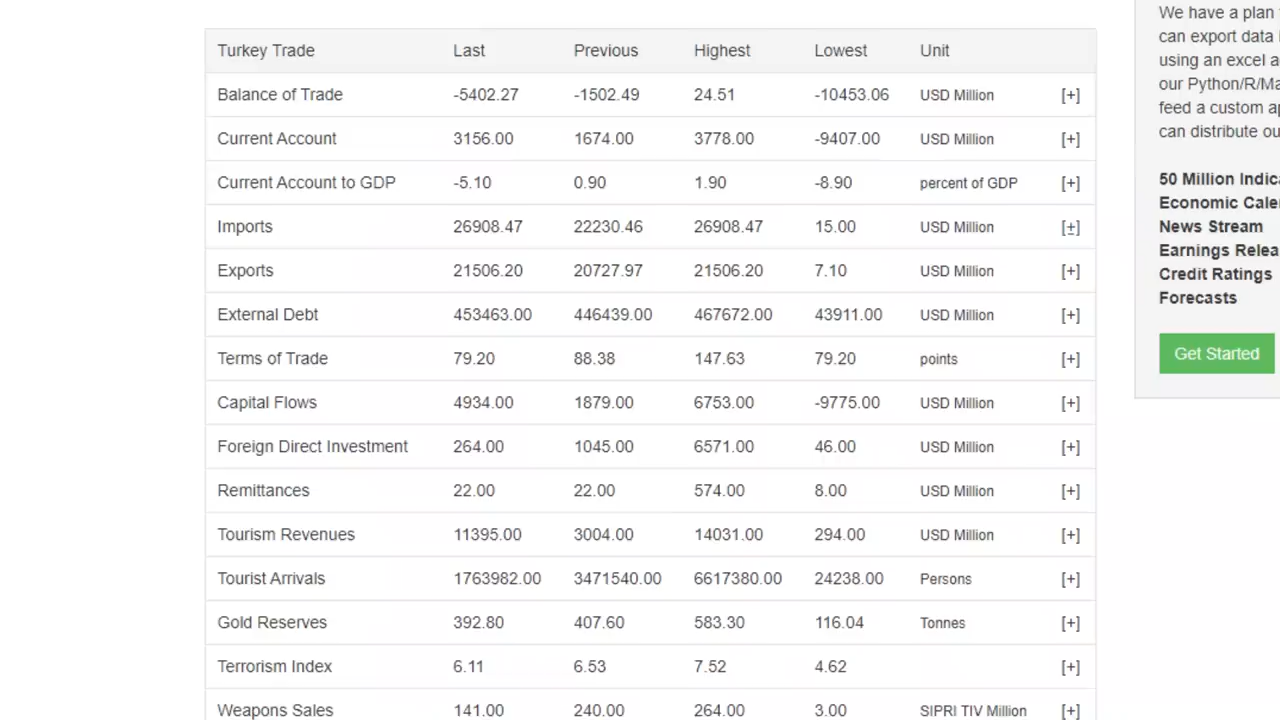 Turkey Trade Last Previous Highest Lowest Unit
Balance of Trade -5402.27 -1502.49 24.51 -10453.06 USD Million [+]
Current Account 3156.00 1674.00 3778.00 -9407.00 USD Million [+]
Current Account to GDP -5.10 0.90 1.90 -8.90 percent of GDP [+]
Imports 26908.47 22230.46 26908.47 15.00 USD Million [+]
Exports 21506.20 20727.97 21506.20 7.10 USD Million [+]
External Debt 453463.00 446439.00 467672.00 43911.00 USD Million [+]
Terms of Trade 79.20 88.38 147.63 79.20 points [+]
Capital Flows 4934.00 1879.00 6753.00 -9775.00 USD Million [+]
Foreign Direct Investment 264.00 1045.00 6571.00 46.00 USD Million [+]
Remittances 22.00 22.00 574.00 8.00 USD Million [+]
Tourism Revenues 11395.00 3004.00 14031.00 294.00 USD Million [+]
Tourist Arrivals 1763982.00 3471540.00 6617380.00 24238.00 Persons [+]
Gold Reserves 392.80 407.60 583.30 116.04 Tonnes [+]
Terrorism Index 6.11 6.53 7.52 4.62 [+]
Weapons Sales 141.00 240.00 264.00 3.00 SIPRI TIV Million [+]
We have a plan
can export data
using an excel a
our Python/R/Ma
feed a custom ap
can distribute ou
50 Million Indic
Economic Cale
News Stream
Earnings Relea
Credit Ratings
Forecasts
Get Started